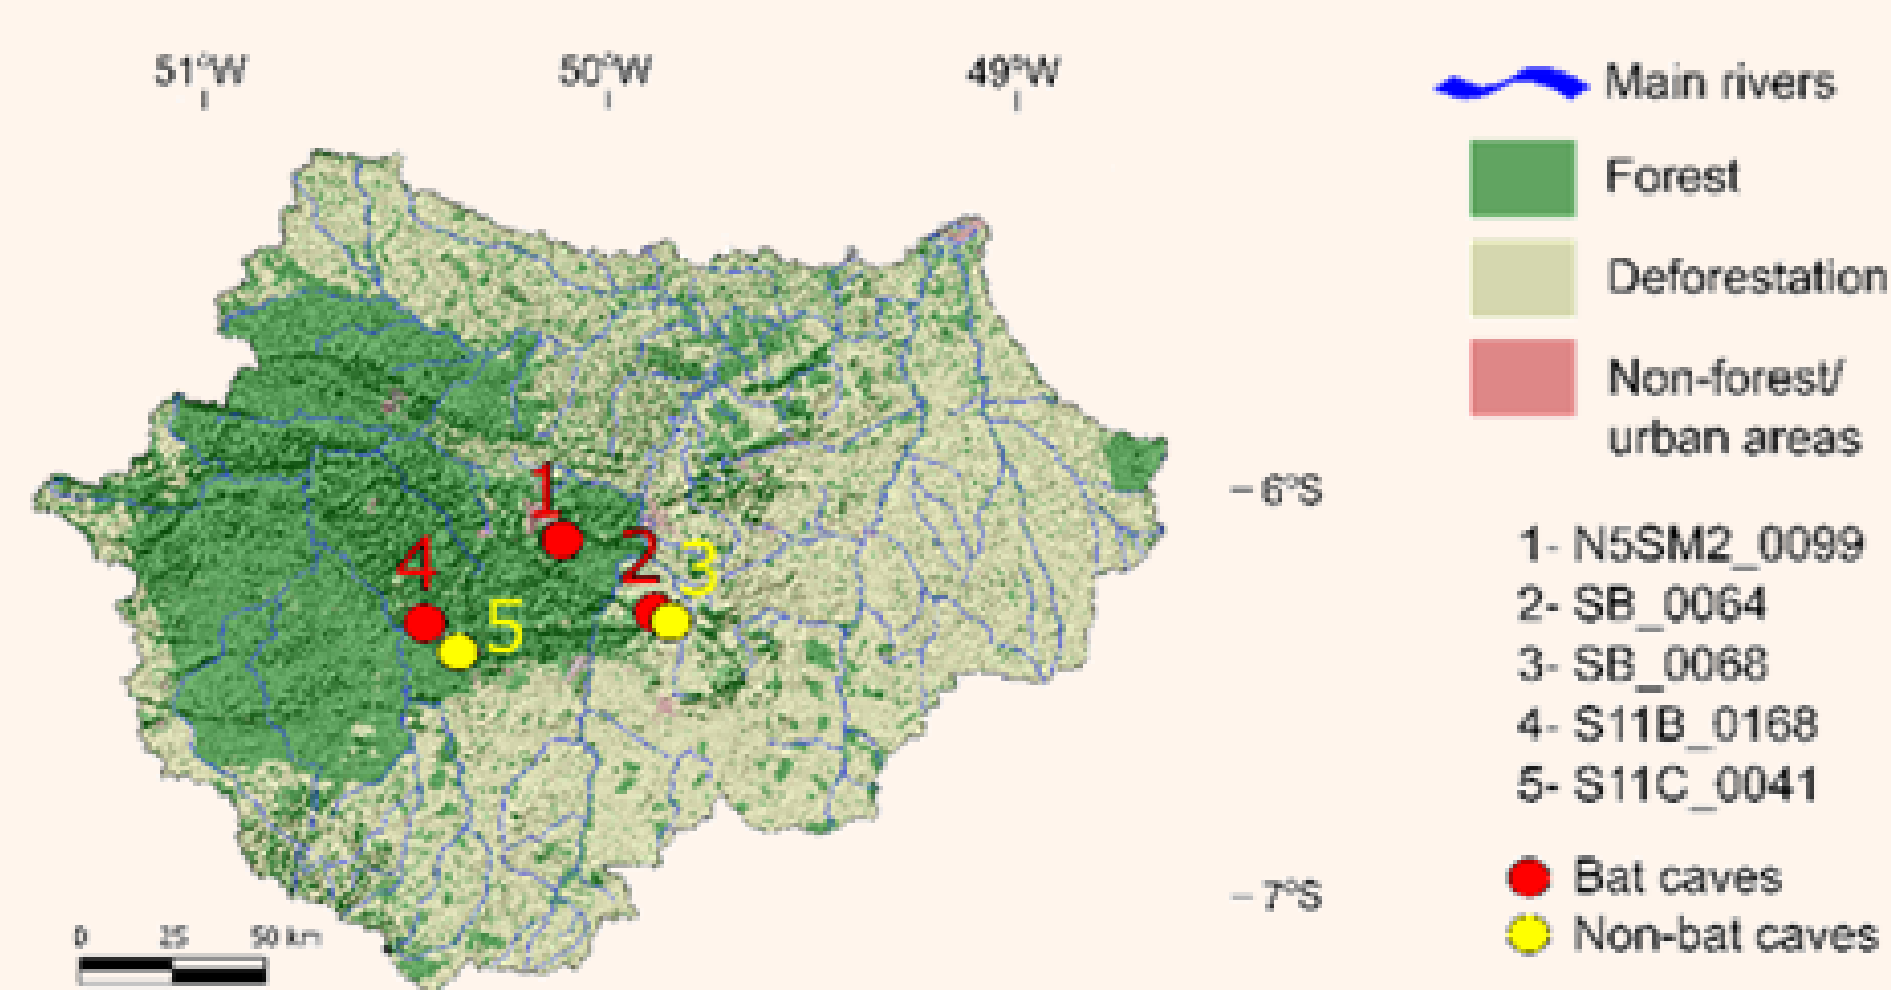 51°W 50°W 49°W
Main rivers
Forest
Deforestation
Non-forest/
urban areas
1
6°S
4 2 3
5
1- N5SM2_0099
2- SB_0064
3- SB_0068
4- S11B_0168
5- S11C_0041
7°S
Bat caves
Non-bat caves
0 25 50 km